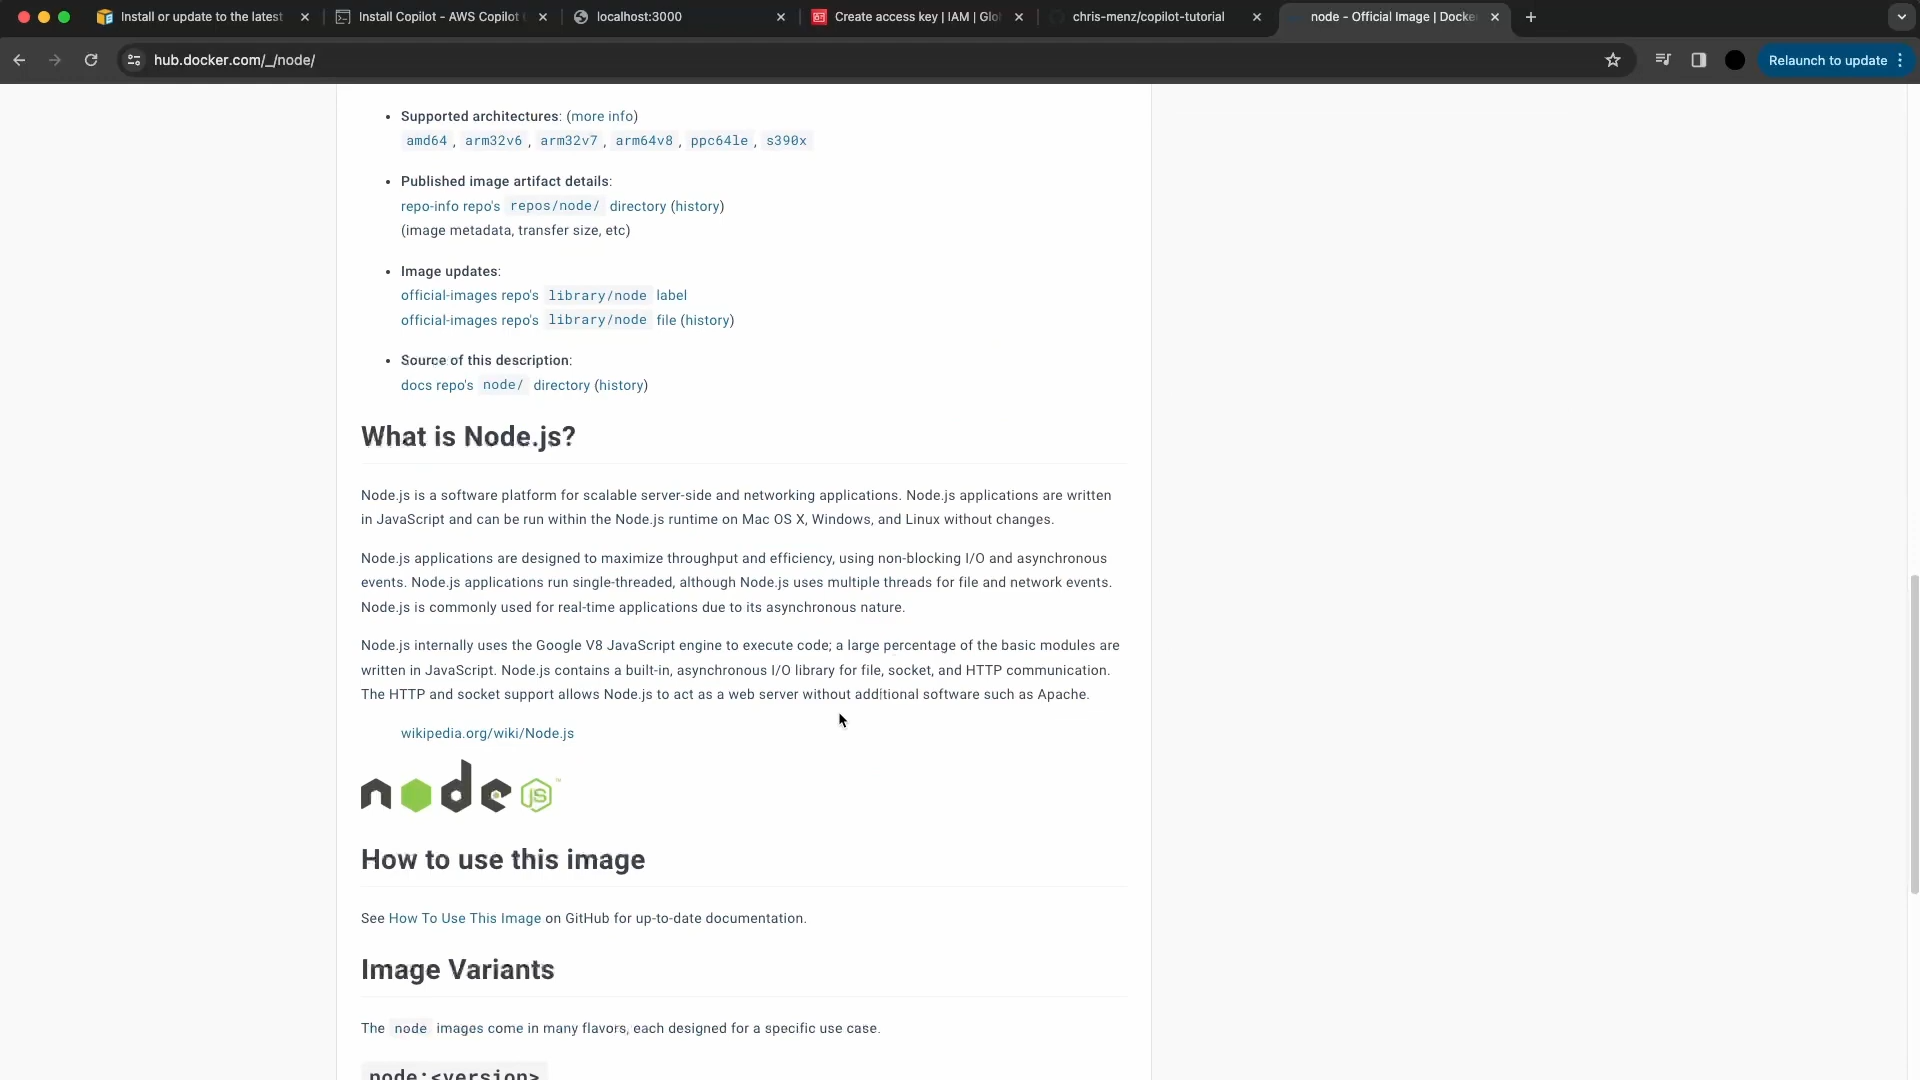 Install or update to the latest
Install Copilot - AWS Copilot
localhost:3000
Create access key | IAM | Glo
chris-menz/copilot-tutorial
node - Official Image | Docke
hub.docker.com/_/node/
Relaunch to update
• Supported architectures: (more info)
amd64 , arm32v6 , arm32v7 , arm64v8 , ppc64le , s390x
• Published image artifact details:
repo-info repo's repos/node/ directory (history)
(image metadata, transfer size, etc)
• Image updates:
official-images repo's library/node label
official-images repo's library/node file (history)
• Source of this description:
docs repo's node/ directory (history)
What is Node.js?
Node.js is a software platform for scalable server-side and networking applications. Node.js applications are written
in JavaScript and can be run within the Node.js runtime on Mac OS X, Windows, and Linux without changes.
Node.js applications are designed to maximize throughput and efficiency, using non-blocking I/O and asynchronous
events. Node.js applications run single-threaded, although Node.js uses multiple threads for file and network events.
Node.js is commonly used for real-time applications due to its asynchronous nature.
Node.js internally uses the Google V8 JavaScript engine to execute code; a large percentage of the basic modules are
written in JavaScript. Node.js contains a built-in, asynchronous I/O library for file, socket, and HTTP communication.
The HTTP and socket support allows Node.js to act as a web server without additional software such as Apache.
wikipedia.org/wiki/Node.js
node JS ™
How to use this image
See How To Use This Image on GitHub for up-to-date documentation.
Image Variants
The node images come in many flavors, each designed for a specific use case.
node:<version>